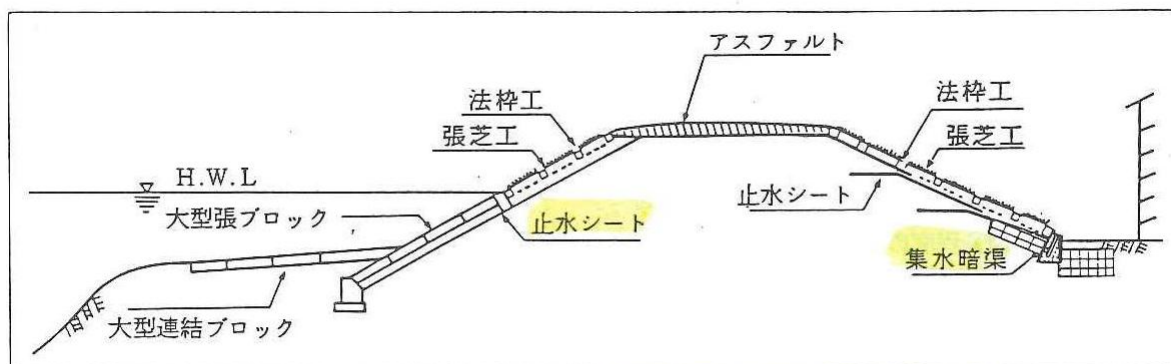 アスファルト
法枠工
張芝工
H.W.L
大型張ブロック
止水シート
大型連結ブロック
法枠工
張芝工
止水シート
集水暗渠